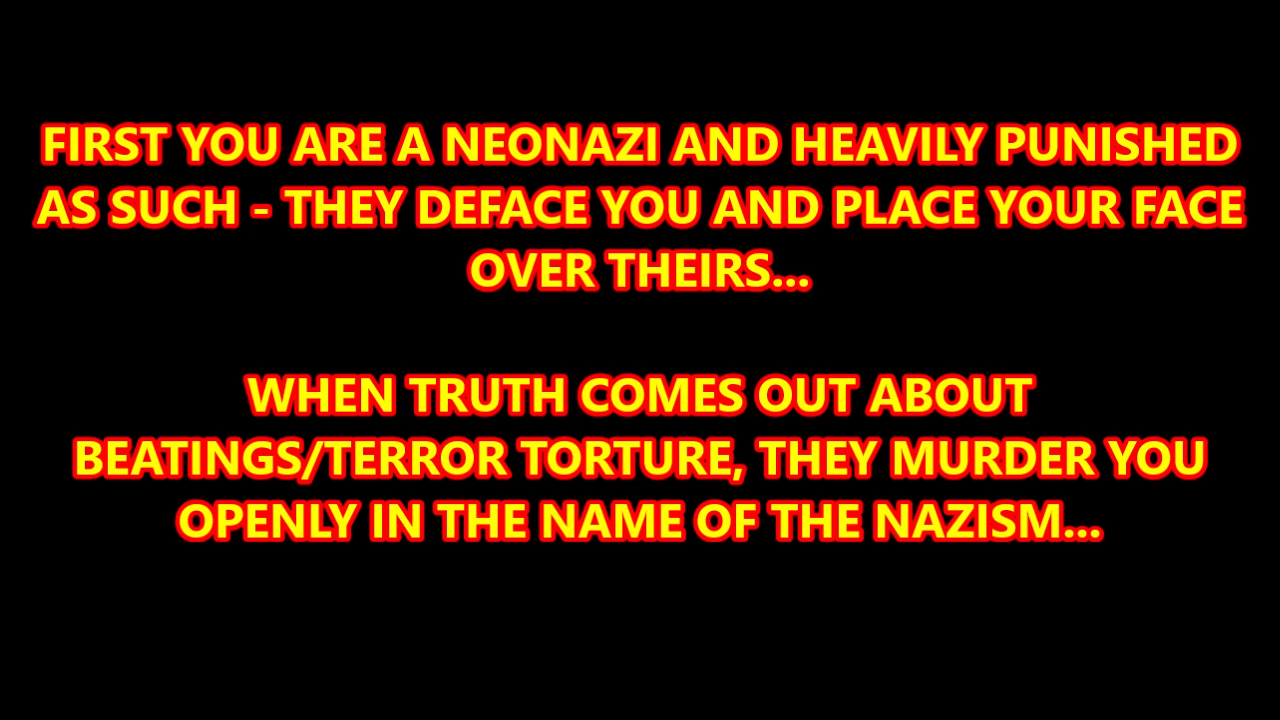 FIRST YOU ARE A NEONAZI AND HEAVILY PUNISHED
AS SUCH - THEY DEFACE YOU AND PLACE YOUR FACE
OVER THEIRS...
WHEN TRUTH COMES OUT ABOUT
BEATINGS/TERROR TORTURE, THEY MURDER YOU
OPENLY IN THE NAME OF THE NAZISM...